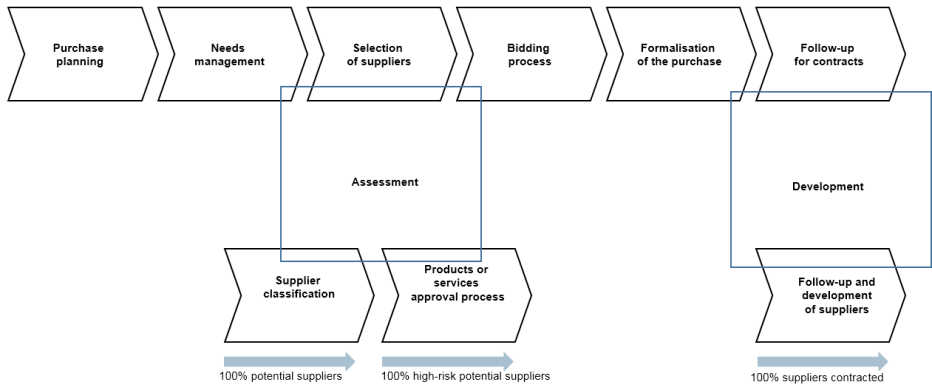 Purchase
planning
Needs
management
Selection
of suppliers
Bidding
process
Formalisation
of the purchase
Follow-up
for contracts
Assessment
Development
Supplier
classification
Products or
services
approval process
Follow-up and
development
of suppliers
100% potential suppliers
100% high-risk potential suppliers
100% suppliers contracted